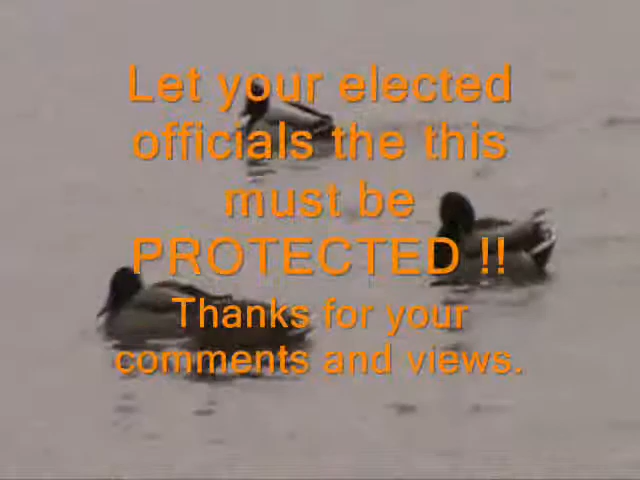 Let your elected
officials the this
must be
PROTECTED !!
Thanks for your
comments and views.